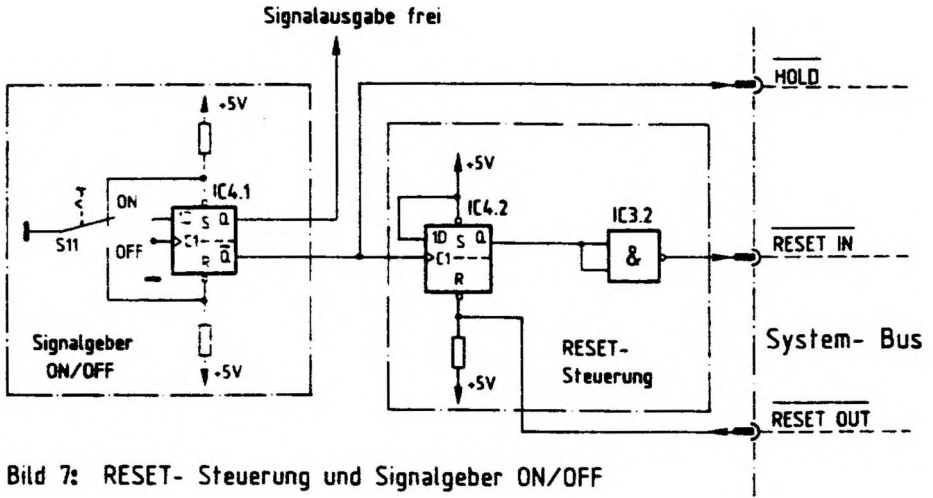 Signalausgabe frei
HOLD
+5V
+5V
IC4.1
ON
S Q
IC4.2
IC3.2
S11
OFF
C1
R Q
1D S Q
C1
R
&
RESET IN
Signalgeber
ON/OFF
+5V
+5V
RESET-
Steuerung
System- Bus
RESET OUT
Bild 7: RESET- Steuerung und Signalgeber ON/OFF